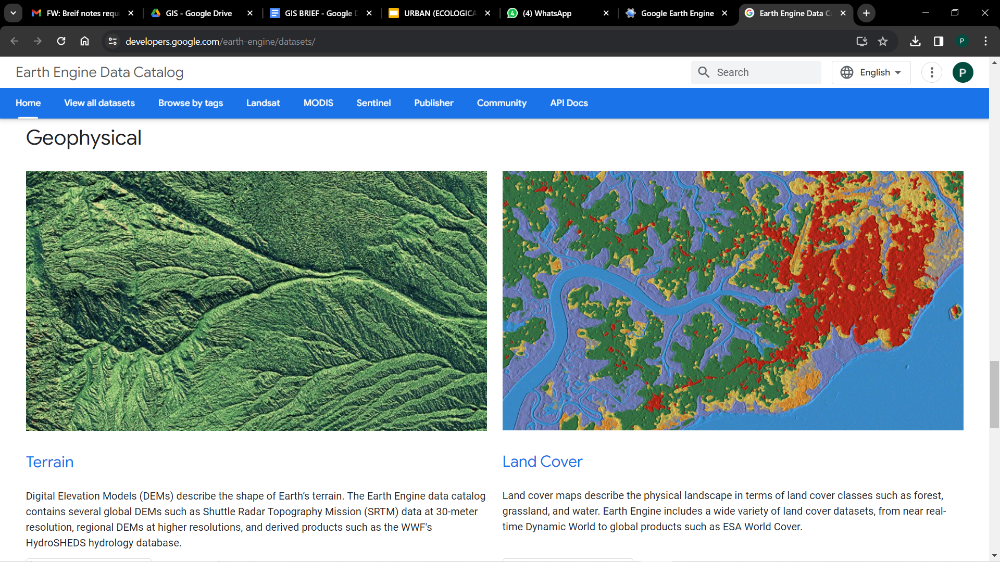 FW: Breif notes requ
GIS - Google Drive
GIS BRIEF - Google D
URBAN (ECOLOGICA
(4) WhatsApp
Google Earth Engine
Earth Engine Data C
developers.google.com/earth-engine/datasets/
P
Earth Engine Data Catalog
Search
English
P
Home
View all datasets
Browse by tags
Landsat
MODIS
Sentinel
Publisher
Community
API Docs
Geophysical
Terrain
Digital Elevation Models (DEMs) describe the shape of Earth’s terrain. The Earth Engine data catalog
contains several global DEMs such as Shuttle Radar Topography Mission (SRTM) data at 30-meter
resolution, regional DEMs at higher resolutions, and derived products such as the WWF's
HydroSHEDS hydrology database.
Land Cover
Land cover maps describe the physical landscape in terms of land cover classes such as forest,
grassland, and water. Earth Engine includes a wide variety of land cover datasets, from near real-
time Dynamic World to global products such as ESA World Cover.